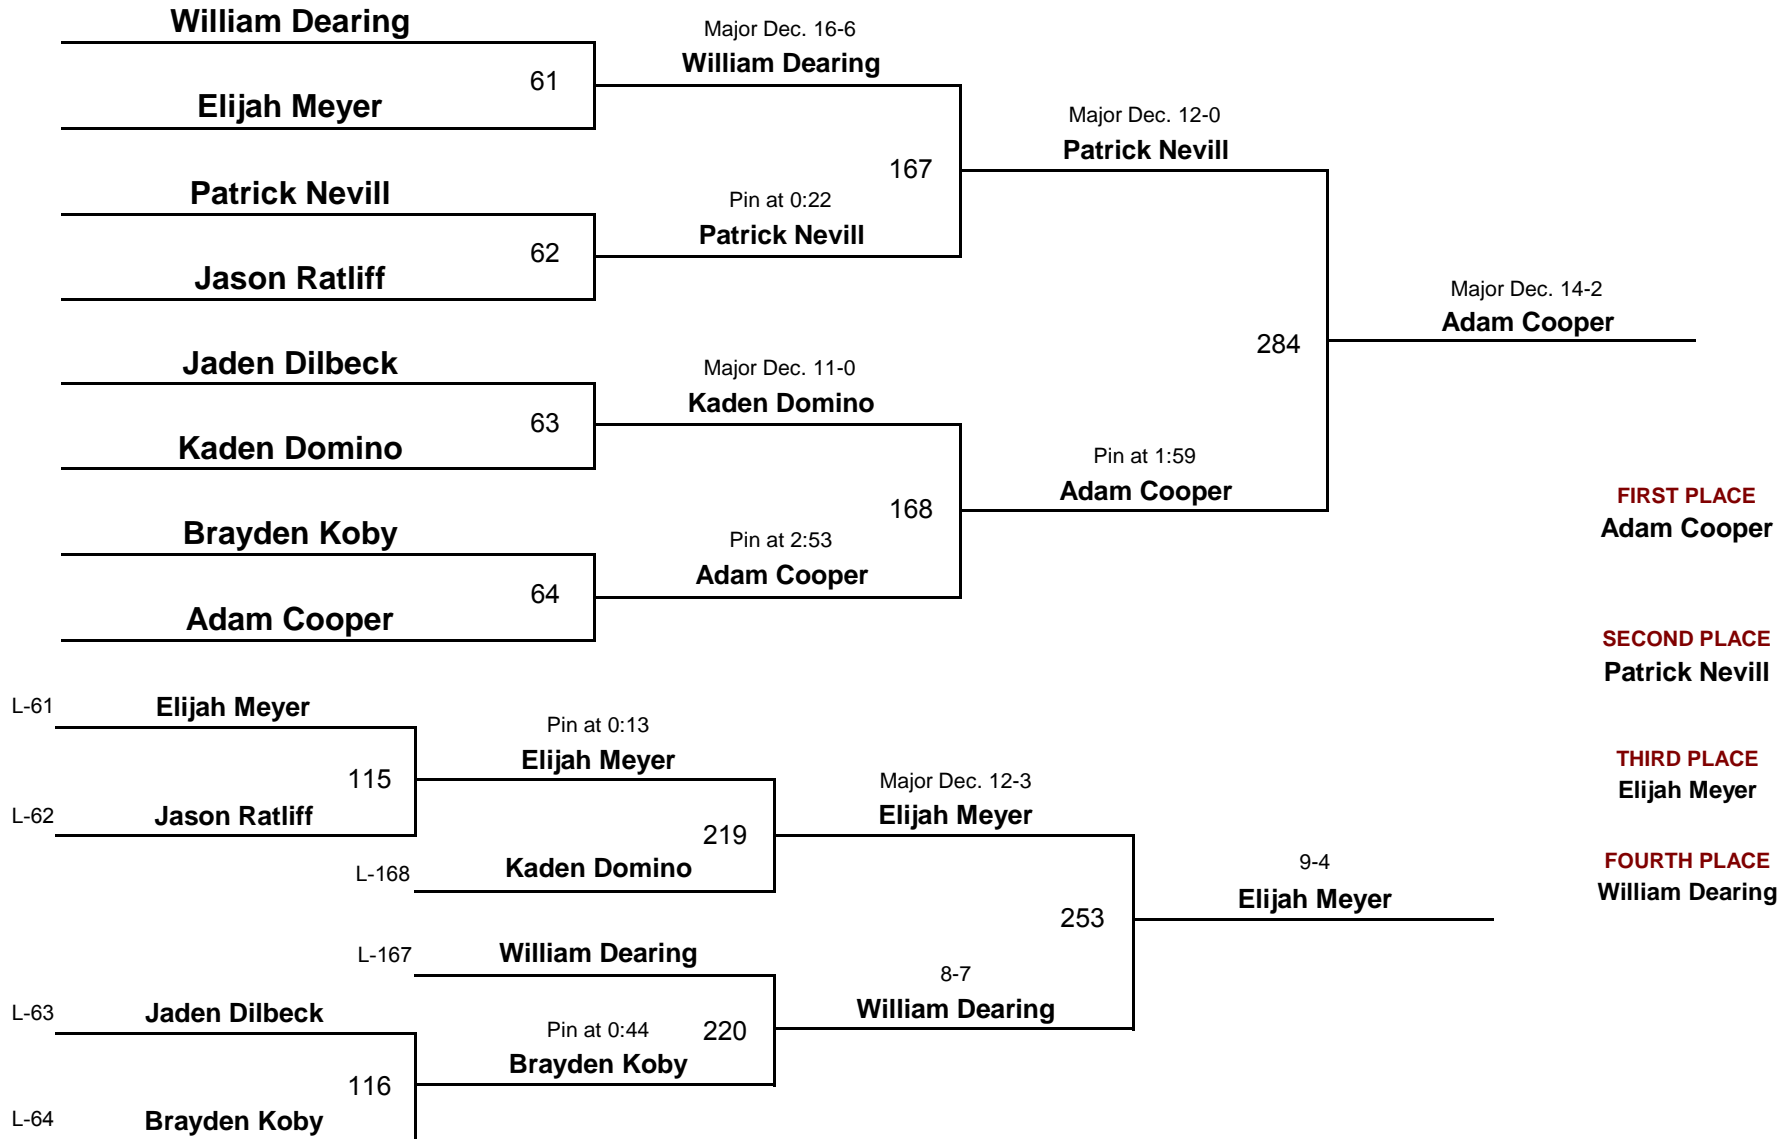 William Dearing
Major Dec. 16-6
William Dearing
61
Elijah Meyer
Major Dec. 12-0
Patrick Nevill
167
Patrick Nevill
Pin at 0:22
Patrick Nevill
62
Jason Ratliff
Major Dec. 14-2
Adam Cooper
284
Jaden Dilbeck
Major Dec. 11-0
Kaden Domino
63
Kaden Domino
Pin at 1:59
Adam Cooper
168
FIRST PLACE
Adam Cooper
Brayden Koby
Pin at 2:53
Adam Cooper
64
Adam Cooper
SECOND PLACE
Patrick Nevill
L-61
Elijah Meyer
Pin at 0:13
Elijah Meyer
115
L-62
Jason Ratliff
Major Dec. 12-3
Elijah Meyer
219
L-168
Kaden Domino
THIRD PLACE
Elijah Meyer
9-4
Elijah Meyer
253
FOURTH PLACE
William Dearing
L-167
William Dearing
8-7
William Dearing
L-63
Jaden Dilbeck
Pin at 0:44
220
Brayden Koby
116
L-64
Brayden Koby